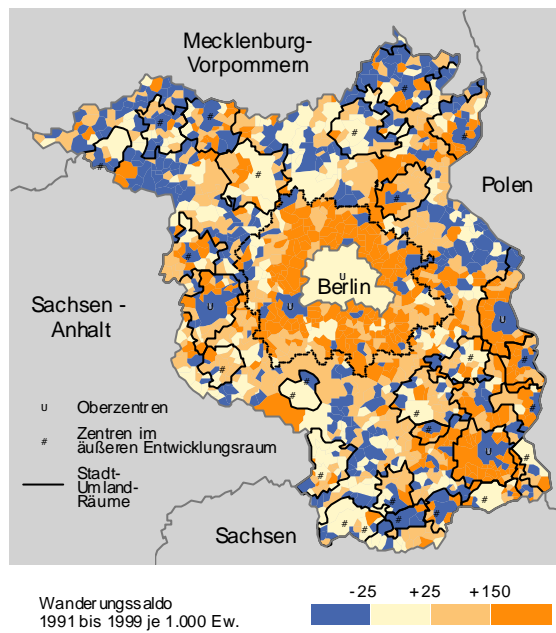 Mecklenburg-
Vorpommern
Polen
Berlin
Sachsen -
Anhalt
U Oberzentren
# Zentren im
äußeren Entwicklungsraum
Stadt-
Umland-
Räume
Sachsen
Wanderungssaldo
1991 bis 1999 je 1.000 Ew.
-25 +25 +150